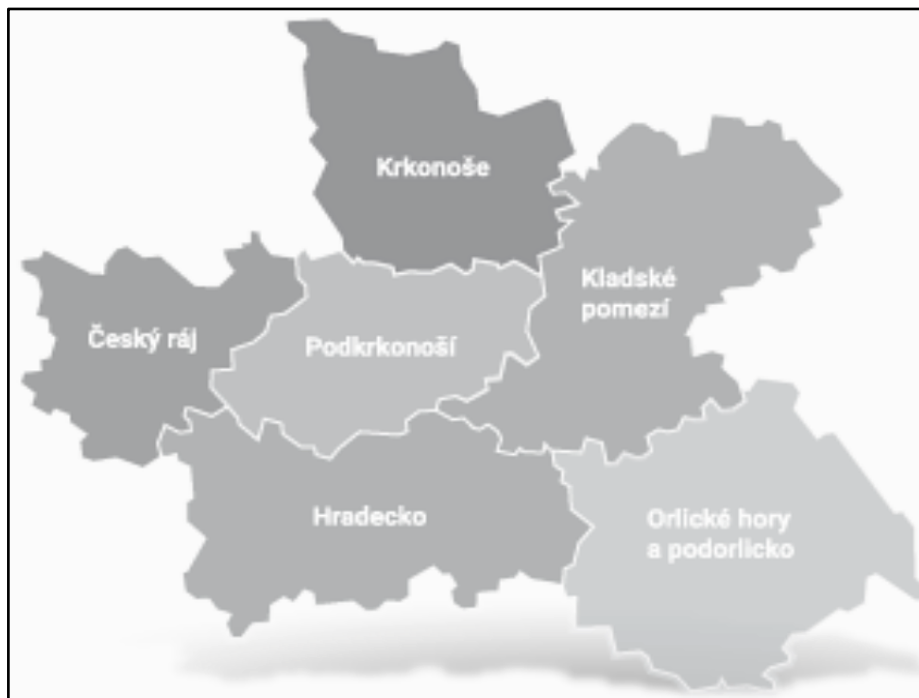 Krkonoše
Kladské
pomezí
Český ráj
Podkrkonoší
Hradecko
Orlické hory
a podorlicko